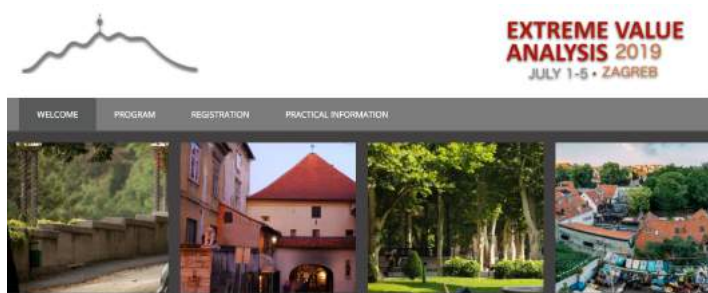 EXTREME VALUE
ANALYSIS 2019
JULY 1-5 • ZAGREB
WELCOME PROGRAM REGISTRATION PRACTICAL INFORMATION